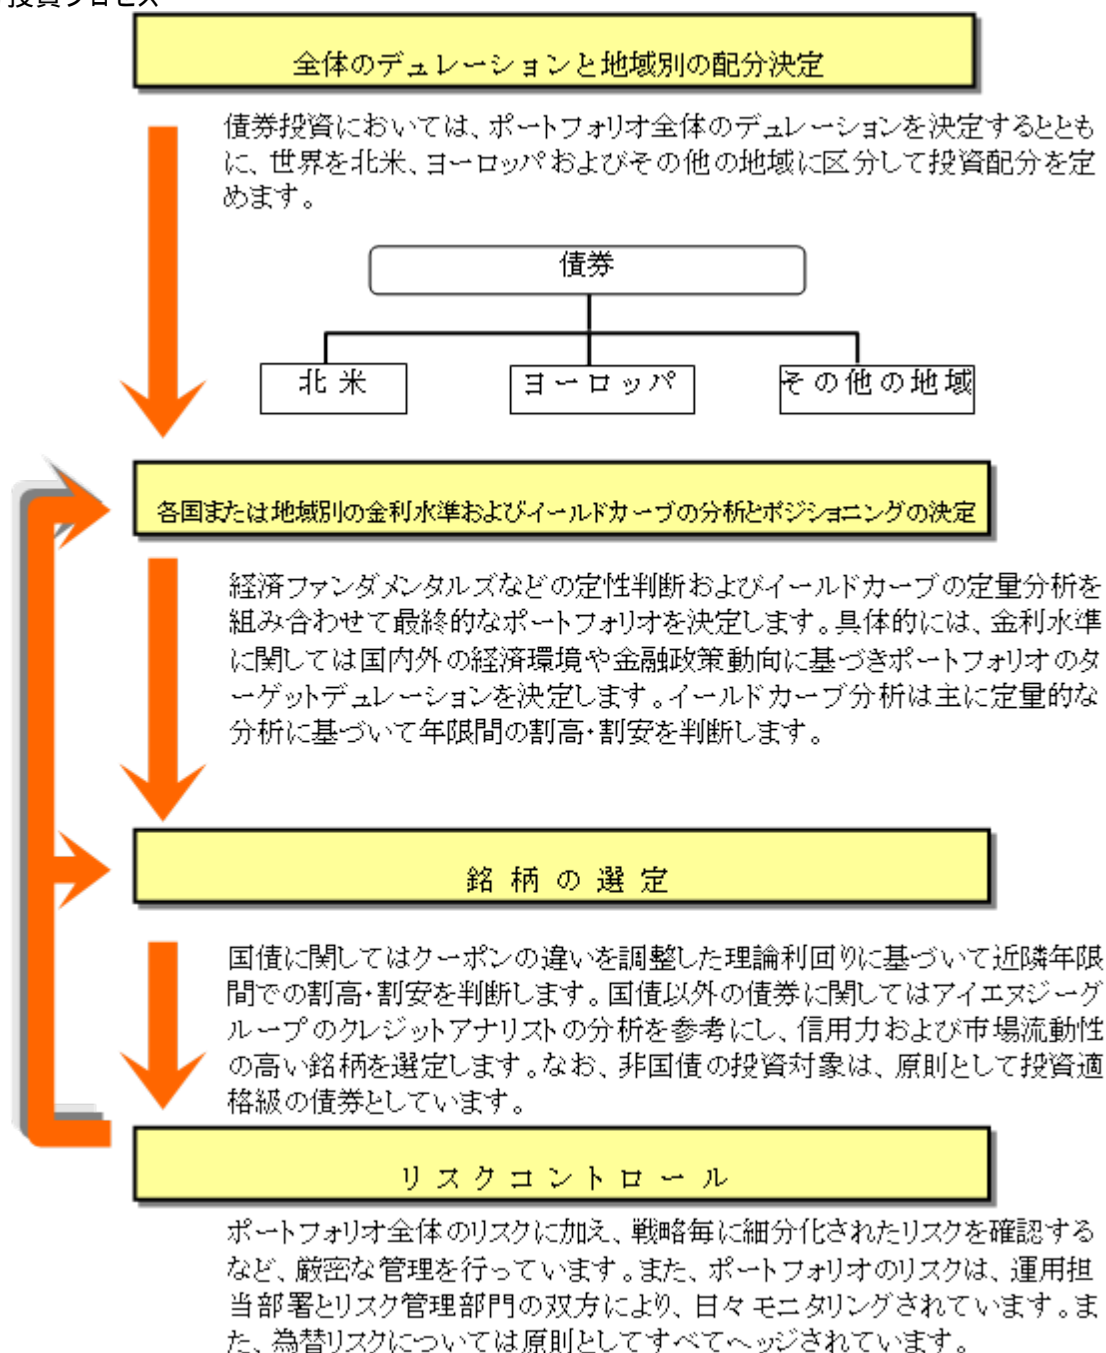 投資プロセス
全体のデュレーションと地域別の配分決定
債券投資においては、ポートフォリオ全体のデュレーションを決定するととも
に、世界を北米、ヨーロッパおよびその他の地域に区分して投資配分を定
めます。
債券
北米
ヨーロッパ
その他の地域
各国または地域別の金利水準およびイールドカーブの分析とポジショニングの決定
経済ファンダメンタルズなどの定性判断およびイールドカーブの定量分析を
組み合わせて最終的なポートフォリオを決定します。具体的には、金利水準
に関しては国内外の経済環境や金融政策動向に基づきポートフォリオのタ
ーゲットデュレーションを決定します。イールドカーブ分析は主に定量的な
分析に基づいて年限間の割高・割安を判断します。
銘柄の選定
国債に関してはクーポンの違いを調整した理論利回りに基づいて近隣年限
間での割高・割安を判断します。国債以外の債券に関してはアイエヌジーグ
ループのクレジットアナリストの分析を参考にし、信用力および市場流動性
の高い銘柄を選定します。なお、非国債の投資対象は、原則として投資適
格級の債券としています。
リスクコントロール
ポートフォリオ全体のリスクに加え、戦略毎に細分化されたリスクを確認する
など、厳密な管理を行っています。また、ポートフォリオのリスクは、運用担
当部署とリスク管理部門の双方により、日々モニタリングされています。ま
た、為替リスクについては原則としてすべてヘッジされています。